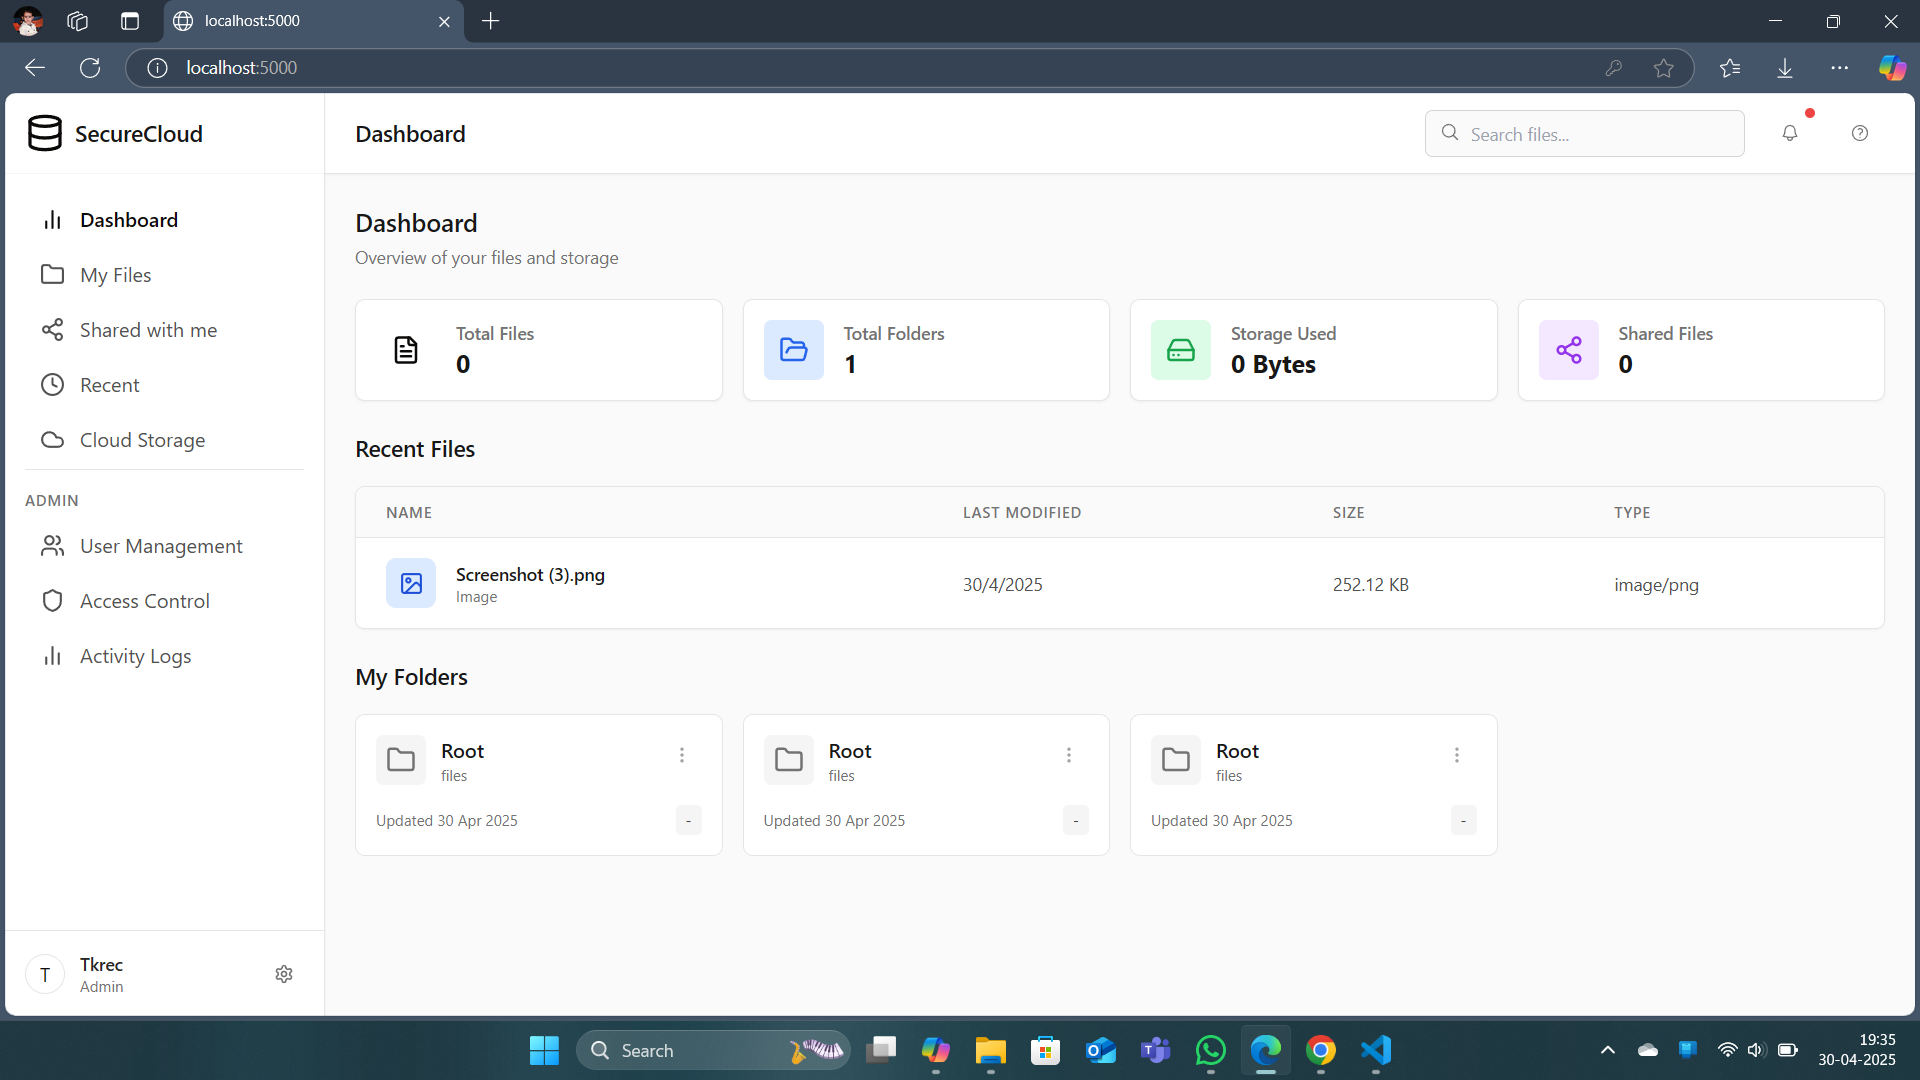 localhost:5000
localhost:5000
SecureCloud
Dashboard
Search files...
Dashboard
My Files
Shared with me
Recent
Cloud Storage
ADMIN
User Management
Access Control
Activity Logs
Tkrec
Admin
T
Dashboard
Overview of your files and storage
Total Files
0
Total Folders
1
Storage Used
0 Bytes
Shared Files
0
Recent Files
NAME LAST MODIFIED SIZE TYPE
Screenshot (3).png 30/4/2025 252.12 KB image/png
Image
My Folders
Root
files
Updated 30 Apr 2025 -
Root
files
Updated 30 Apr 2025 -
Root
files
Updated 30 Apr 2025 -
Search
19:35
30-04-2025